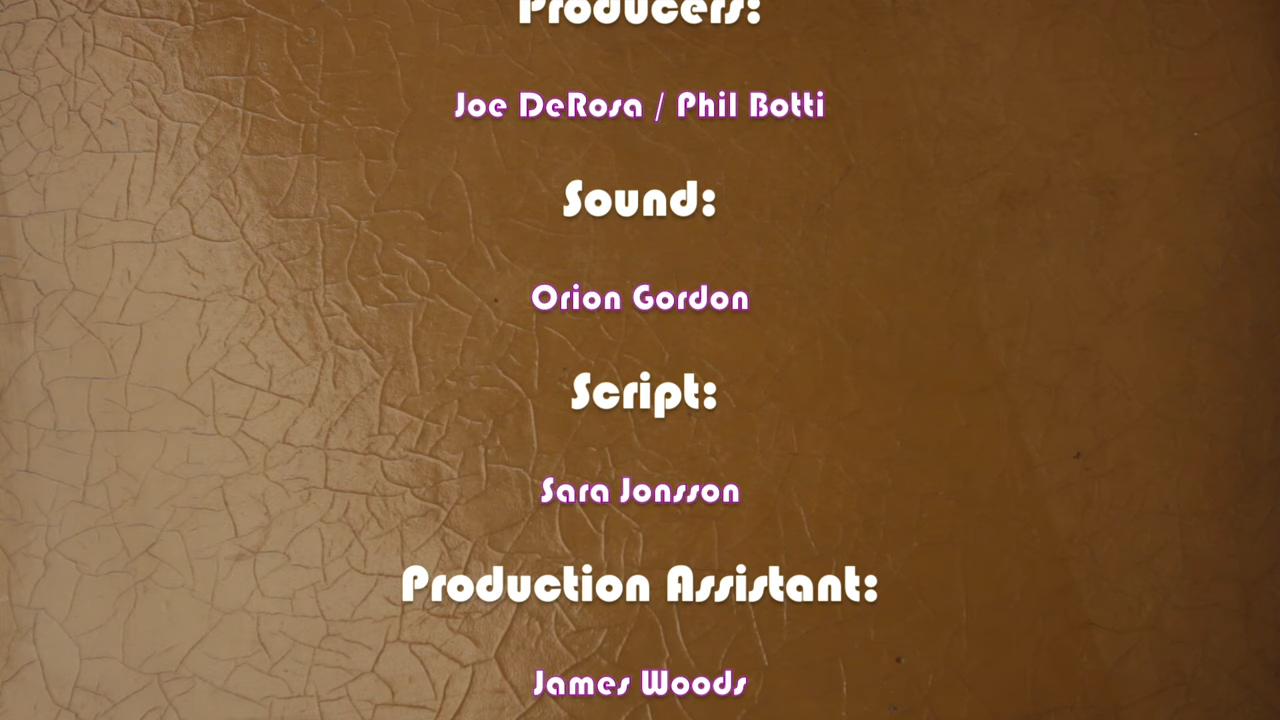 Producers:
Joe DeRosa / Phil Botti
Sound:
Orion Gordon
Script:
Sara Jonsson
Production Assistant:
James Woods